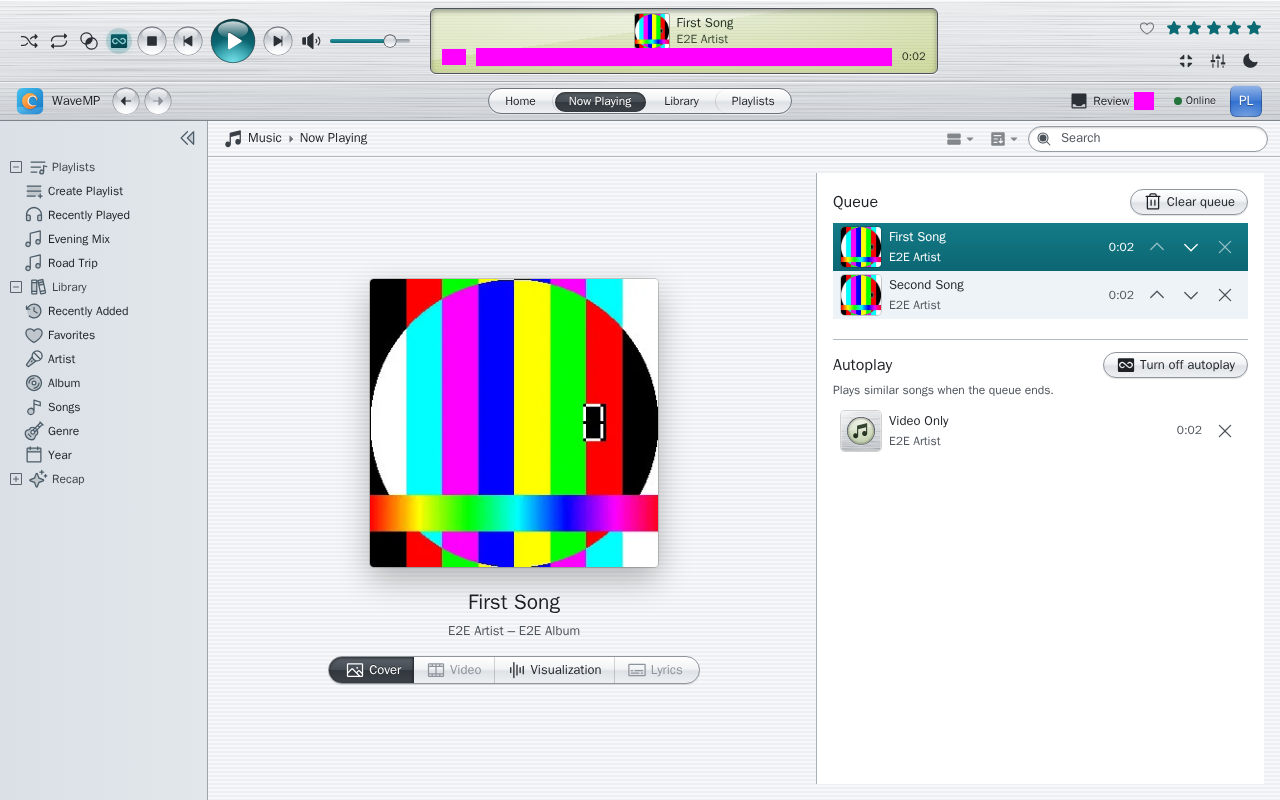 First Song
E2E Artist
0:02
WaveMP
Home
Now Playing
Library
Playlists
Review
Online
PL
Music
Now Playing
Search
Playlists
Create Playlist
Recently Played
Evening Mix
Road Trip
Library
Recently Added
Favorites
Artist
Album
Songs
Genre
Year
Recap
First Song
E2E Artist – E2E Album
Cover
Video
Visualization
Lyrics
Queue
Clear queue
First Song
0:02
E2E Artist
Second Song
0:02
E2E Artist
Autoplay
Turn off autoplay
Plays similar songs when the queue ends.
Video Only
0:02
E2E Artist